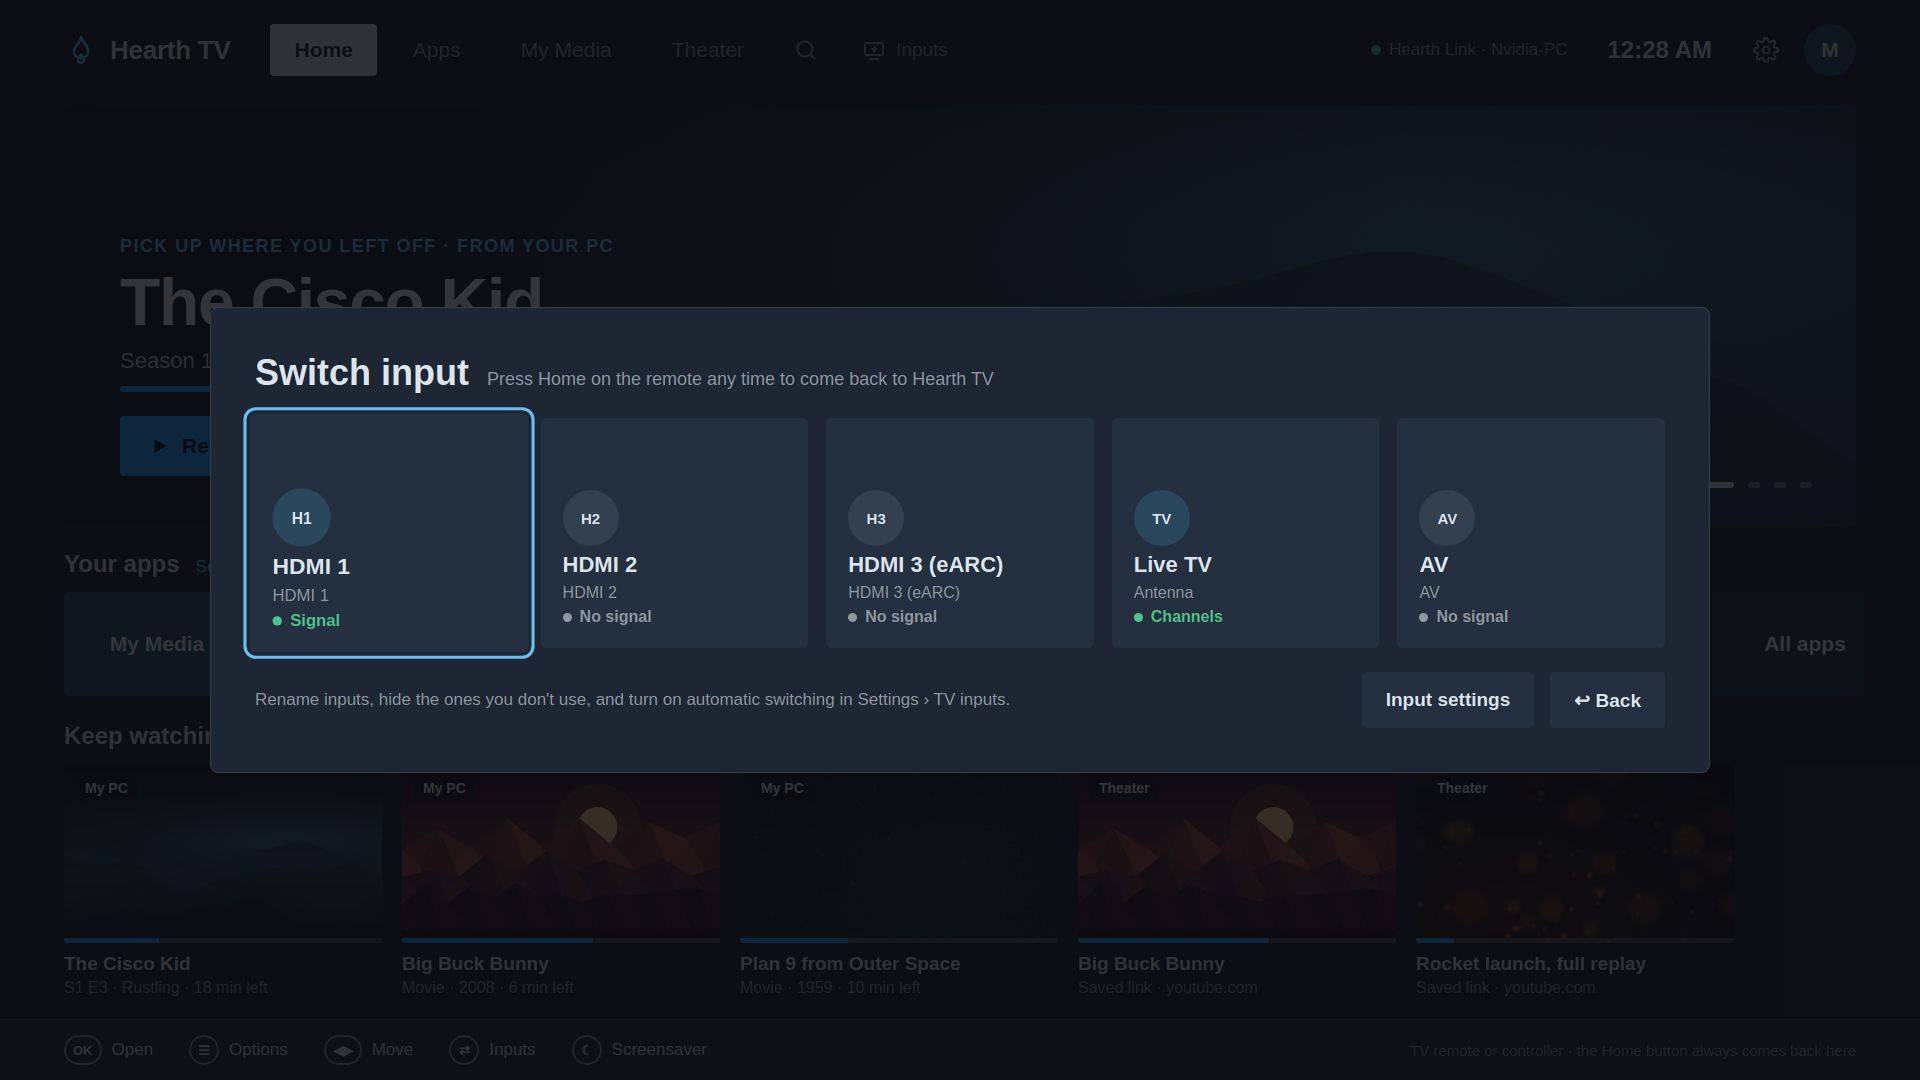 Hearth TV
Home
Apps
My Media
Theater
Inputs
Hearth Link · Nvidia-PC
12:28 AM
M
PICK UP WHERE YOU LEFT OFF · FROM YOUR PC
The Cisco Kid
Season 1
Switch input
Press Home on the remote any time to come back to Hearth TV
H1
HDMI 1
HDMI 1
Signal
H2
HDMI 2
HDMI 2
No signal
H3
HDMI 3 (eARC)
HDMI 3 (eARC)
No signal
TV
Live TV
Antenna
Channels
AV
AV
AV
No signal
Rename inputs, hide the ones you don't use, and turn on automatic switching in Settings › TV inputs.
Input settings
↩ Back
Your apps
My Media
All apps
My PC
My PC
My PC
Theater
Theater
The Cisco Kid
S1 E3 · Rustling · 18 min left
Big Buck Bunny
Movie · 2008 · 6 min left
Plan 9 from Outer Space
Movie · 1959 · 10 min left
Big Buck Bunny
Saved link · youtube.com
Rocket launch, full replay
Saved link · youtube.com
OK Open
Options
Move
Inputs
Screensaver
TV remote or controller · the Home button always comes back here